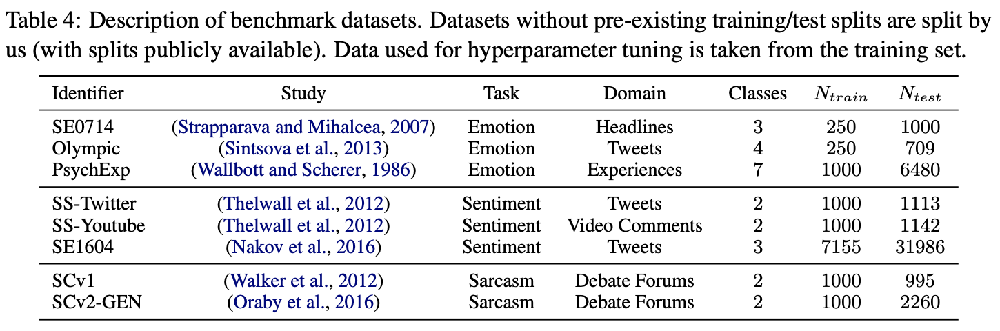 Table 4: Description of benchmark datasets. Datasets without pre-existing training/test splits are split by
us (with splits publicly available). Data used for hyperparameter tuning is taken from the training set.
Identifier Study Task Domain Classes N_train N_test
SE0714 (Strapparava and Mihalcea, 2007) Emotion Headlines 3 250 1000
Olympic (Sintsova et al., 2013) Emotion Tweets 4 250 709
PsychExp (Wallbott and Scherer, 1986) Emotion Experiences 7 1000 6480
SS-Twitter (Thelwall et al., 2012) Sentiment Tweets 2 1000 1113
SS-Youtube (Thelwall et al., 2012) Sentiment Video Comments 2 1000 1142
SE1604 (Nakov et al., 2016) Sentiment Tweets 3 7155 31986
SCv1 (Walker et al., 2012) Sarcasm Debate Forums 2 1000 995
SCv2-GEN (Oraby et al., 2016) Sarcasm Debate Forums 2 1000 2260